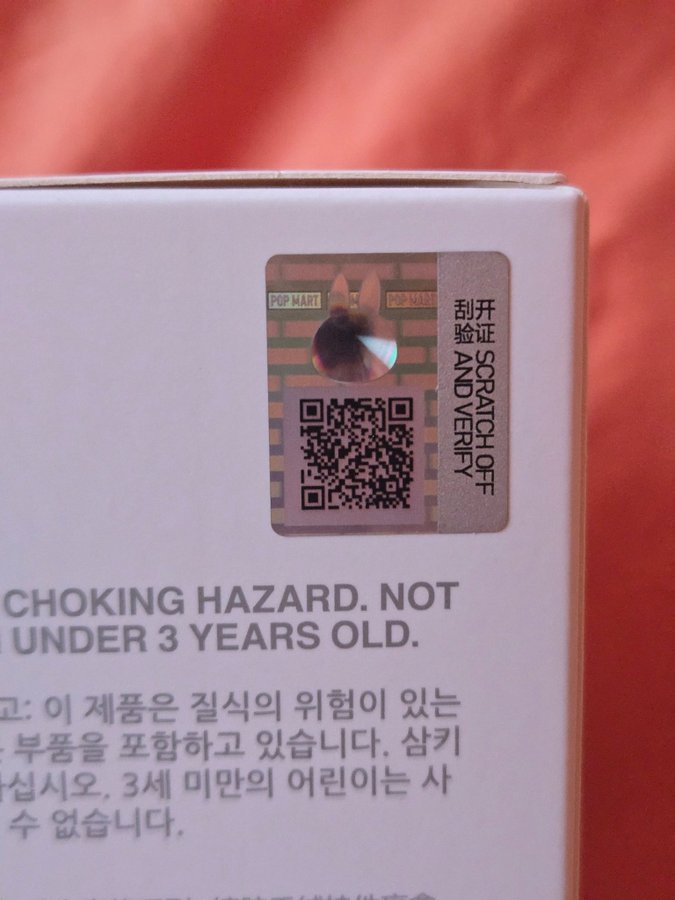 POP MART
POP MART
刮开
验证
SCRATCH OFF
AND VERIFY
CHOKING HAZARD. NOT
UNDER 3 YEARS OLD.
고: 이 제품은 질식의 위험이 있는
부품을 포함하고 있습니다. 삼키
십시오. 3세 미만의 어린이는 사
수 없습니다.